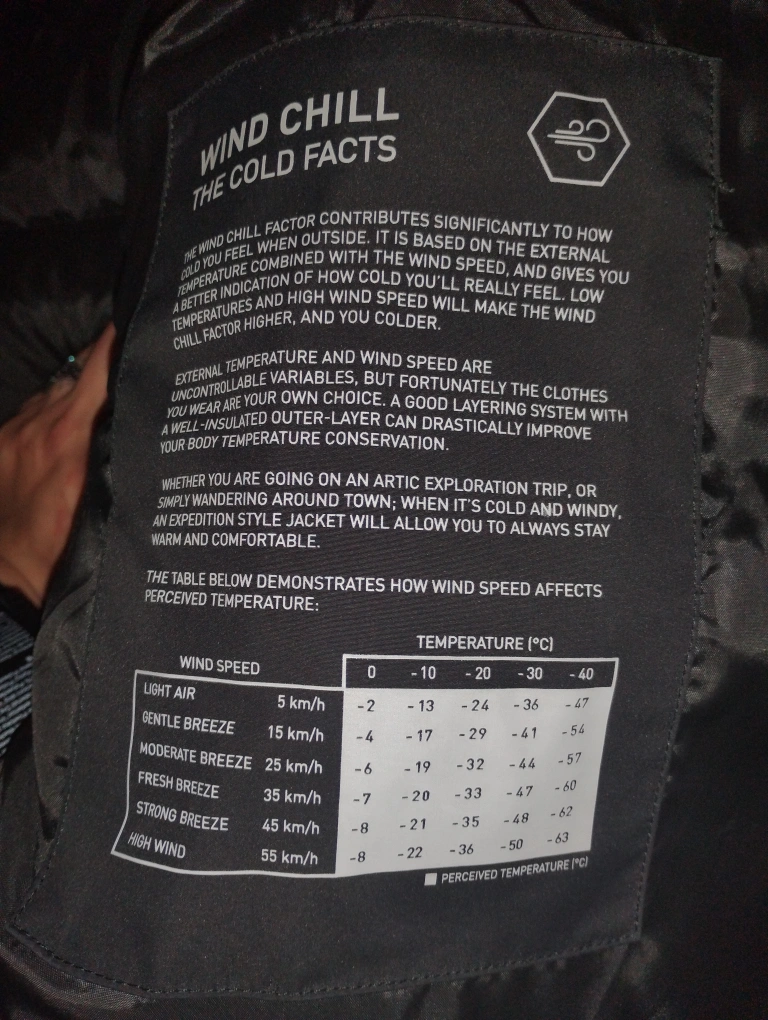 WIND CHILL
THE COLD FACTS
THE WIND CHILL FACTOR CONTRIBUTES SIGNIFICANTLY TO HOW
COLD YOU FEEL WHEN OUTSIDE. IT IS BASED ON THE EXTERNAL
TEMPERATURE COMBINED WITH THE WIND SPEED, AND GIVES YOU
A BETTER INDICATION OF HOW COLD YOU'LL REALLY FEEL. LOW
TEMPERATURES AND HIGH WIND SPEED WILL MAKE THE WIND
CHILL FACTOR HIGHER, AND YOU COLDER.
EXTERNAL TEMPERATURE AND WIND SPEED ARE
UNCONTROLLABLE VARIABLES, BUT FORTUNATELY THE CLOTHES
YOU WEAR ARE YOUR OWN CHOICE. A GOOD LAYERING SYSTEM WITH
A WELL-INSULATED OUTER-LAYER CAN DRASTICALLY IMPROVE
YOUR BODY TEMPERATURE CONSERVATION.
WHETHER YOU ARE GOING ON AN ARTIC EXPLORATION TRIP, OR
SIMPLY WANDERING AROUND TOWN; WHEN IT'S COLD AND WINDY,
AN EXPEDITION STYLE JACKET WILL ALLOW YOU TO ALWAYS STAY
WARM AND COMFORTABLE.
THE TABLE BELOW DEMONSTRATES HOW WIND SPEED AFFECTS
PERCEIVED TEMPERATURE:
TEMPERATURE (°C)
WIND SPEED 0 -10 -20 -30 -40
LIGHT AIR 5 km/h -2 -13 -24 -36 -47
GENTLE BREEZE 15 km/h -4 -17 -29 -41 -54
MODERATE BREEZE 25 km/h -6 -19 -32 -44 -57
FRESH BREEZE 35 km/h -7 -20 -33 -47 -60
STRONG BREEZE 45 km/h -8 -21 -35 -48 -62
HIGH WIND 55 km/h -8 -22 -36 -50 -63
PERCEIVED TEMPERATURE (°C)